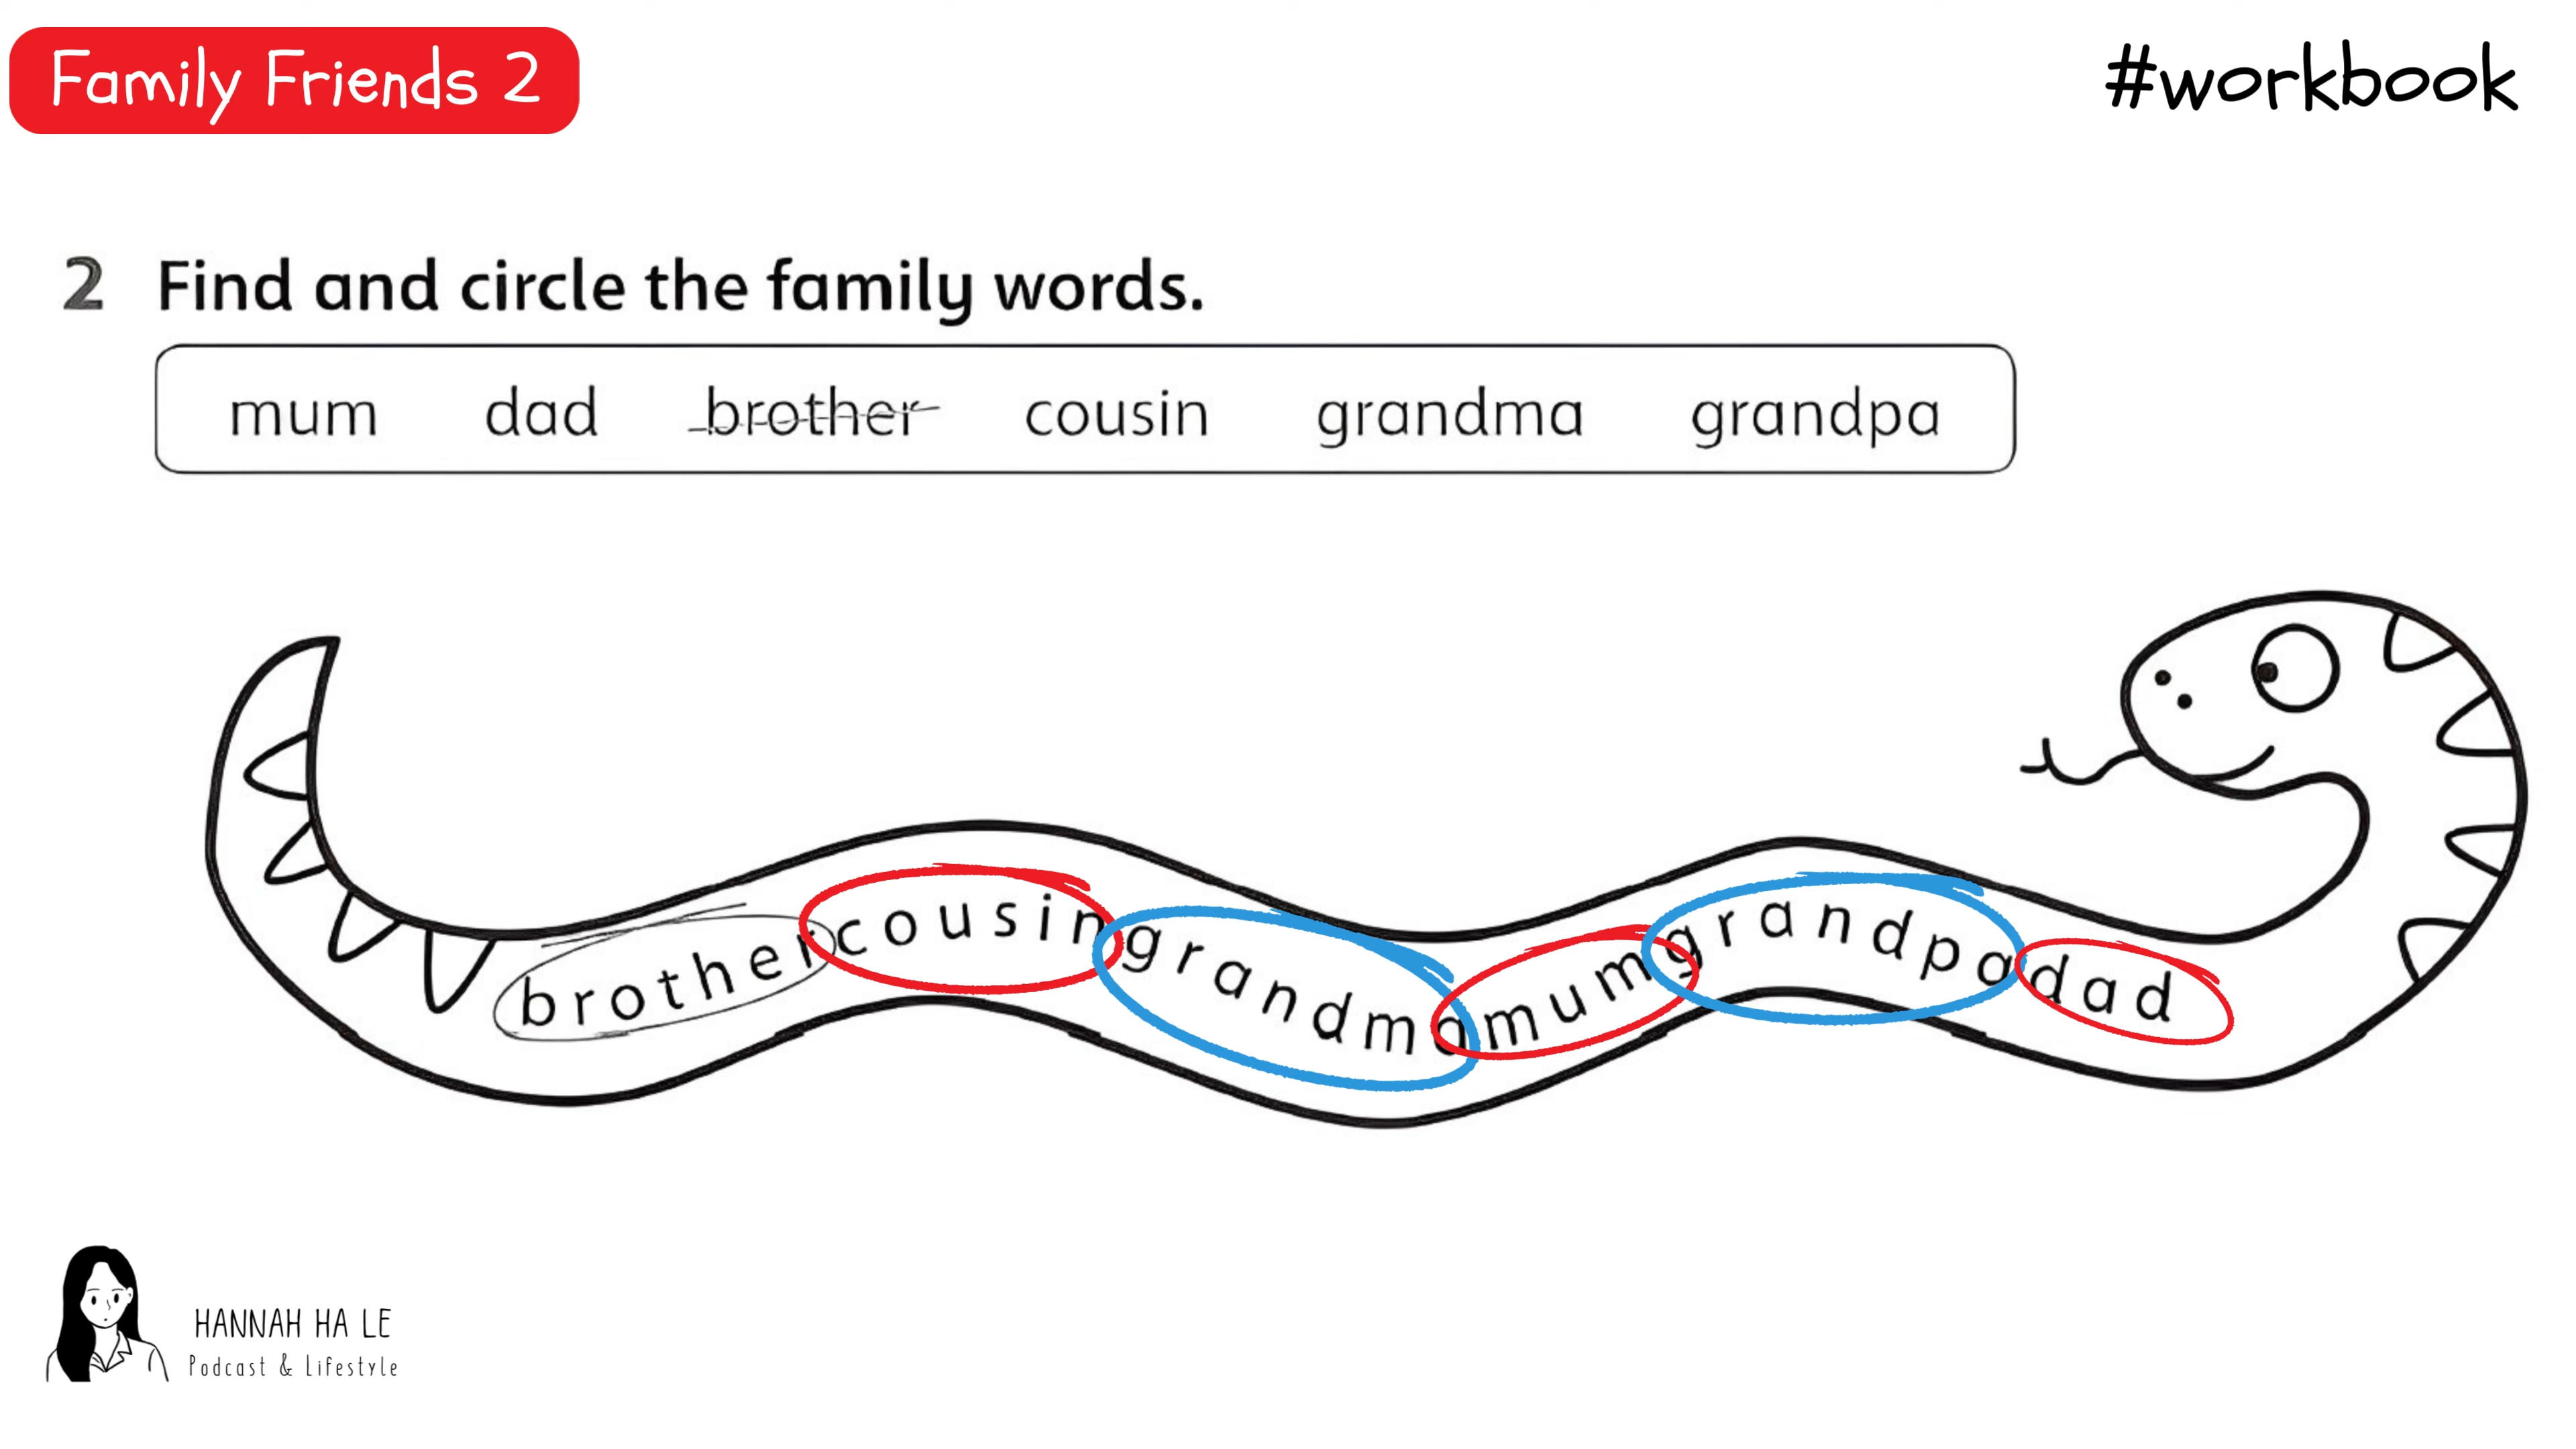 Family Friends 2
#workbook
2 Find and circle the family words.
mum dad brother cousin grandma grandpa
brothercousingrandmamumgrandpadad
HANNAH HA LE
Podcast & Lifestyle